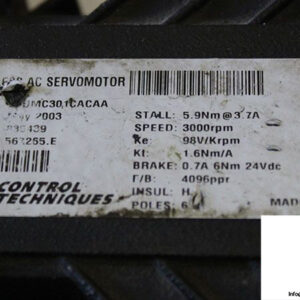 AC SERVOMOTOR
UMC301CACAA
2003
STALL: 5.9Nm@3.7A
SPEED: 3000rpm
Ke: 98V/Krpm
Kt: 1.6Nm/A
BRAKE: 0.7A 6Nm 24Vdc
F/B: 4096ppr
INSUL: H
POLES: 6
MADE
CONTROL
TECHNIQUES